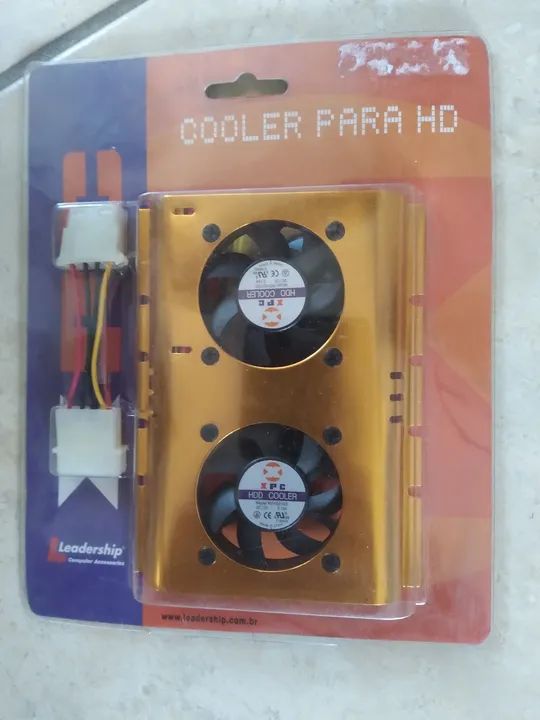 COOLER PARA HD
HDD COOLER
XPC
XPC
HDD COOLER
Leadership
Computer Accessories
www.leadership.com.br